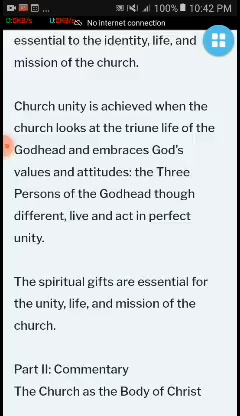 100% 10:42 PM
0:0KB/s U:0KB/s No internet connection
essential to the identity, life, and
mission of the church.
Church unity is achieved when the
church looks at the triune life of the
Godhead and embraces God's
values and attitudes: the Three
Persons of the Godhead though
different, live and act in perfect
unity.
The spiritual gifts are essential for
the unity, life, and mission of the
church.
Part II: Commentary
The Church as the Body of Christ